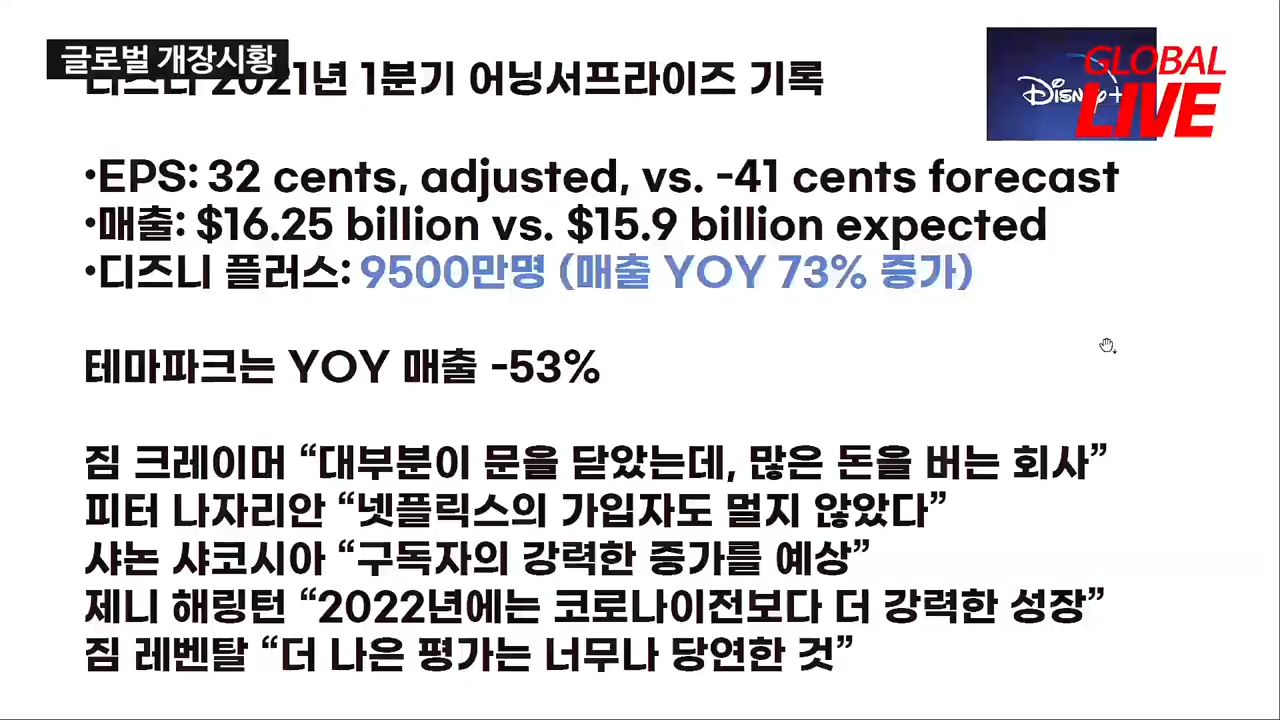 글로벌 개장시황
GLOBAL
LIVE
Disney+
2021년 1분기 어닝서프라이즈 기록
•EPS: 32 cents, adjusted, vs. -41 cents forecast
•매출: $16.25 billion vs. $15.9 billion expected
•디즈니 플러스: 9500만명 (매출 YOY 73% 증가)
테마파크는 YOY 매출 -53%
짐 크레이머 “대부분이 문을 닫았는데, 많은 돈을 버는 회사”
피터 나자리안 “넷플릭스의 가입자도 멀지 않았다”
샤논 샤코시아 “구독자의 강력한 증가를 예상”
제니 해링턴 “2022년에는 코로나이전보다 더 강력한 성장”
짐 레벤탈 “더 나은 평가는 너무나 당연한 것”